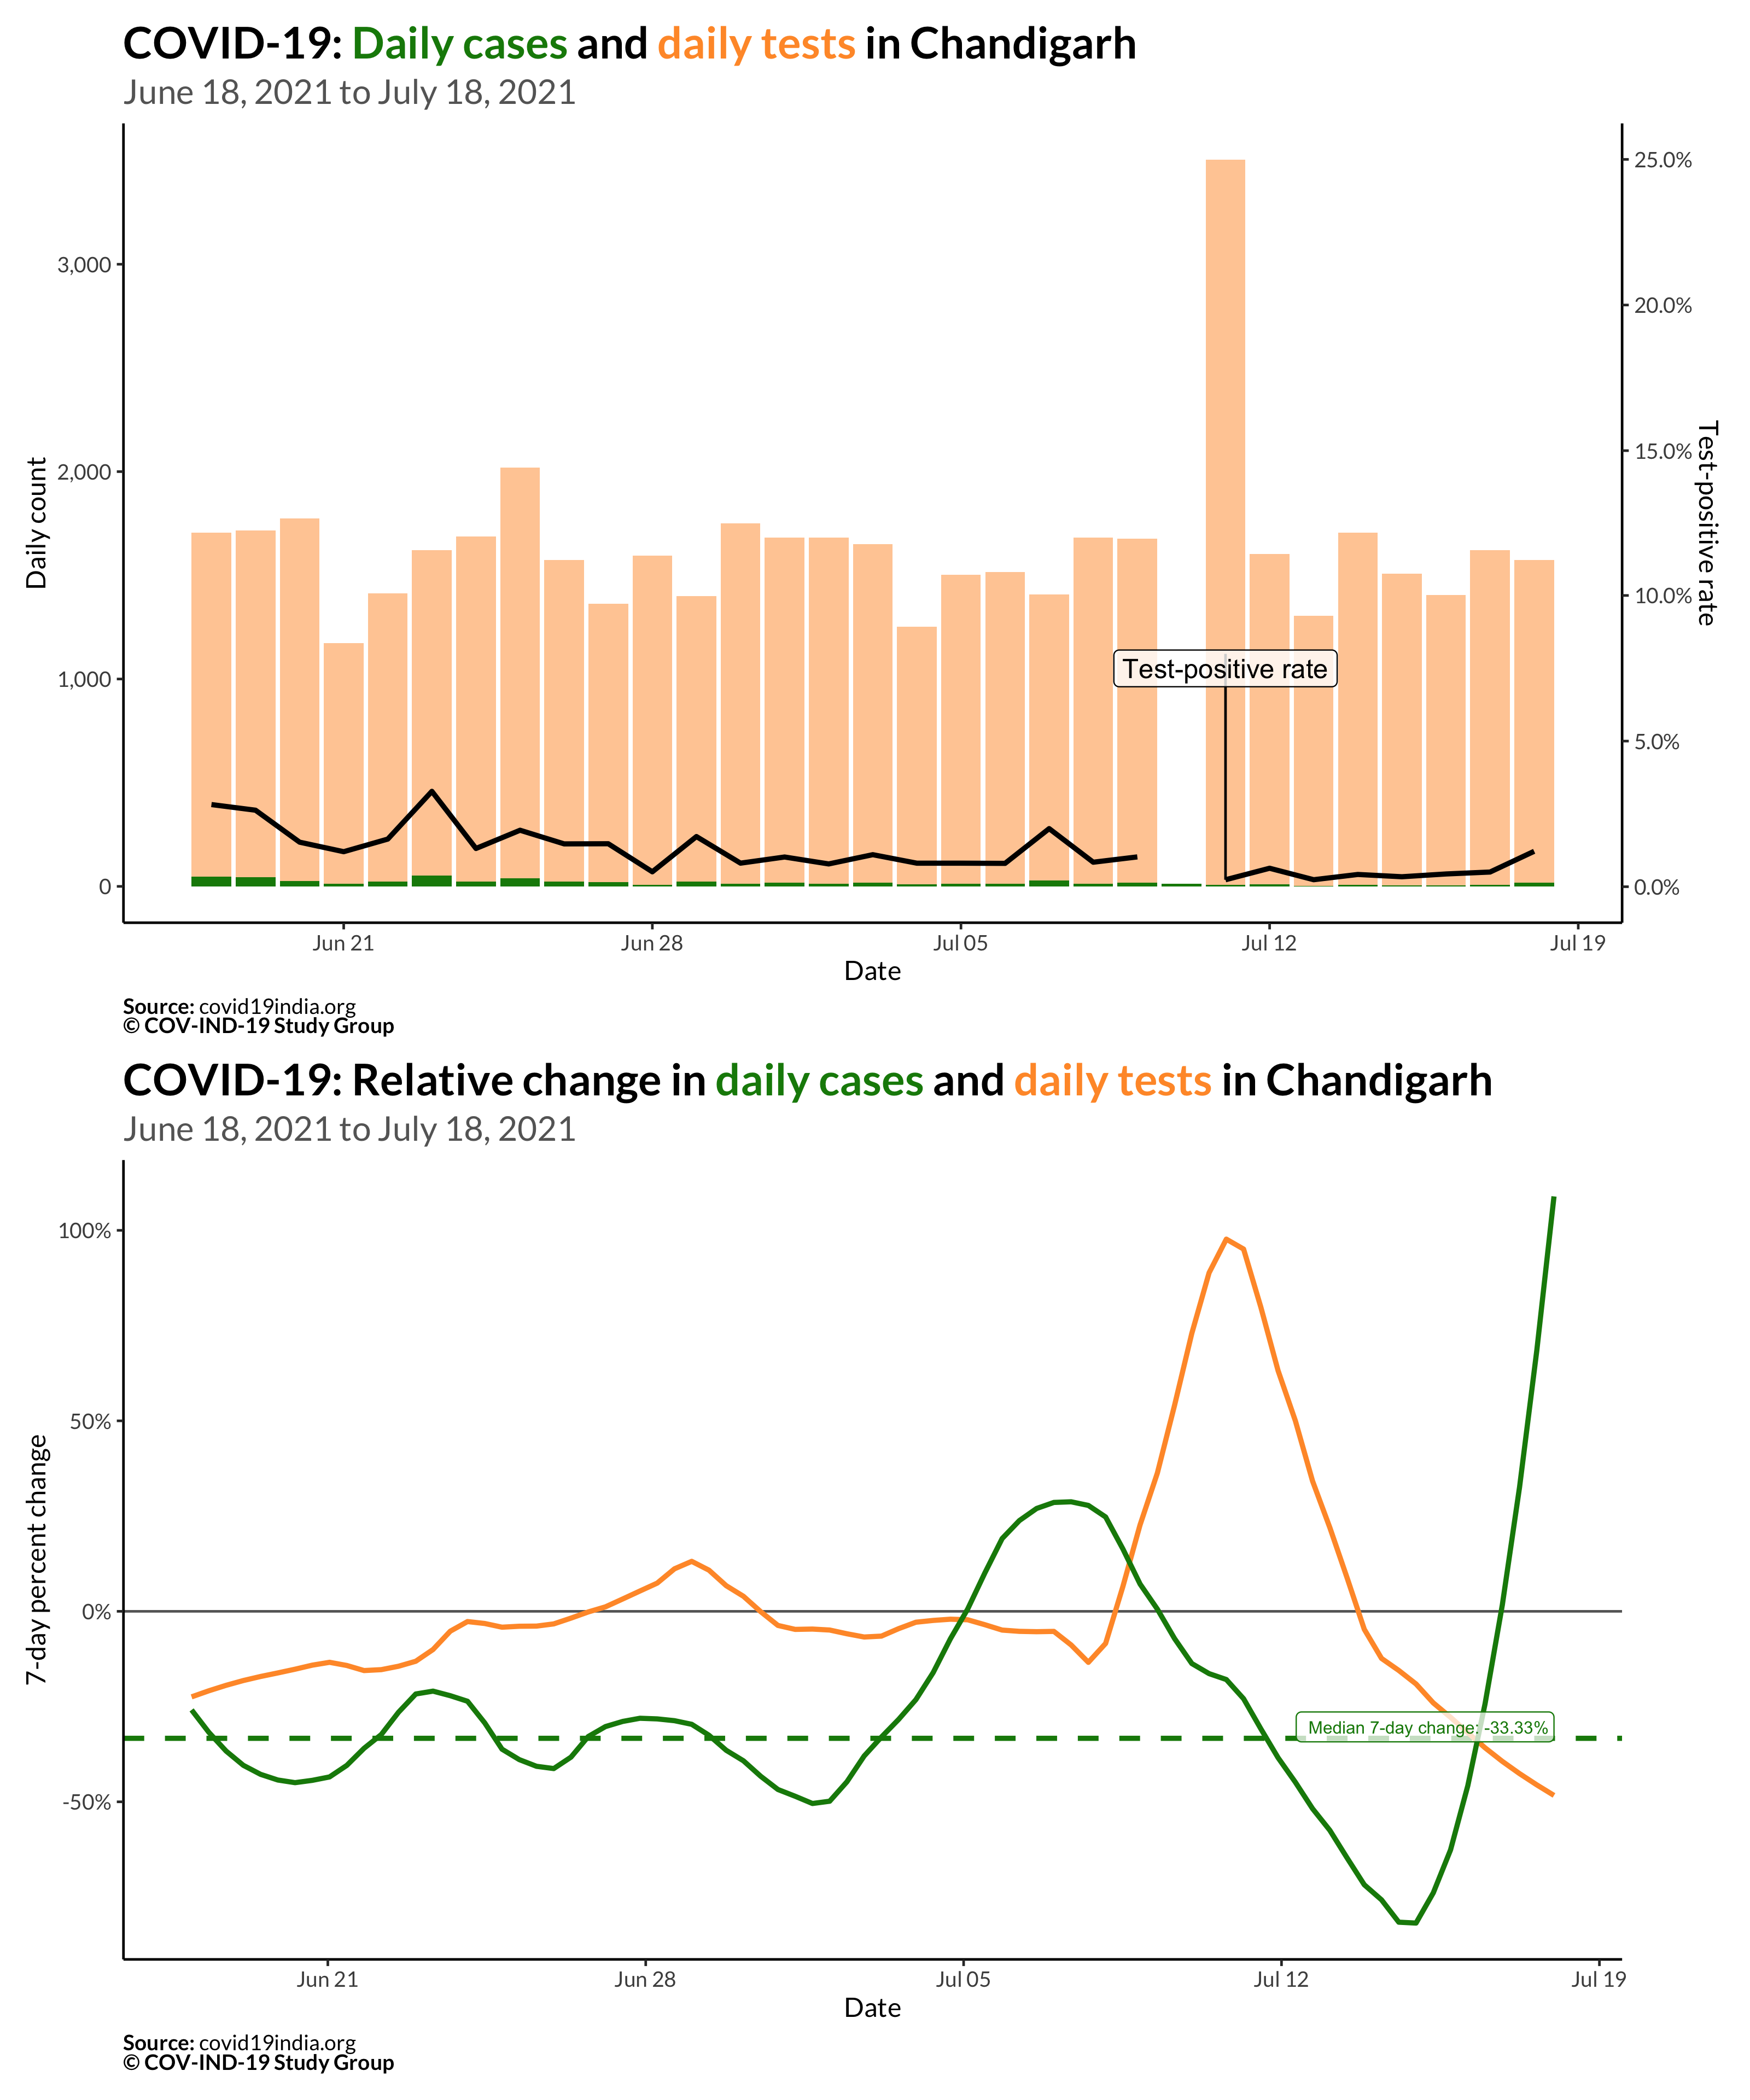 COVID-19: Daily cases and daily tests in Chandigarh
June 18, 2021 to July 18, 2021
25.0%
3,000
20.0%
15.0%
2,000
Daily count
Test-positive rate
10.0%
Test-positive rate
1,000
5.0%
0
0.0%
Jun 21
Jun 28
Jul 05
Jul 12
Jul 19
Date
Source: covid19india.org
© COV-IND-19 Study Group
COVID-19: Relative change in daily cases and daily tests in Chandigarh
June 18, 2021 to July 18, 2021
100%
50%
7-day percent change
0%
Median 7-day change: -33.33%
-50%
Jun 21
Jun 28
Jul 05
Jul 12
Jul 19
Date
Source: covid19india.org
© COV-IND-19 Study Group